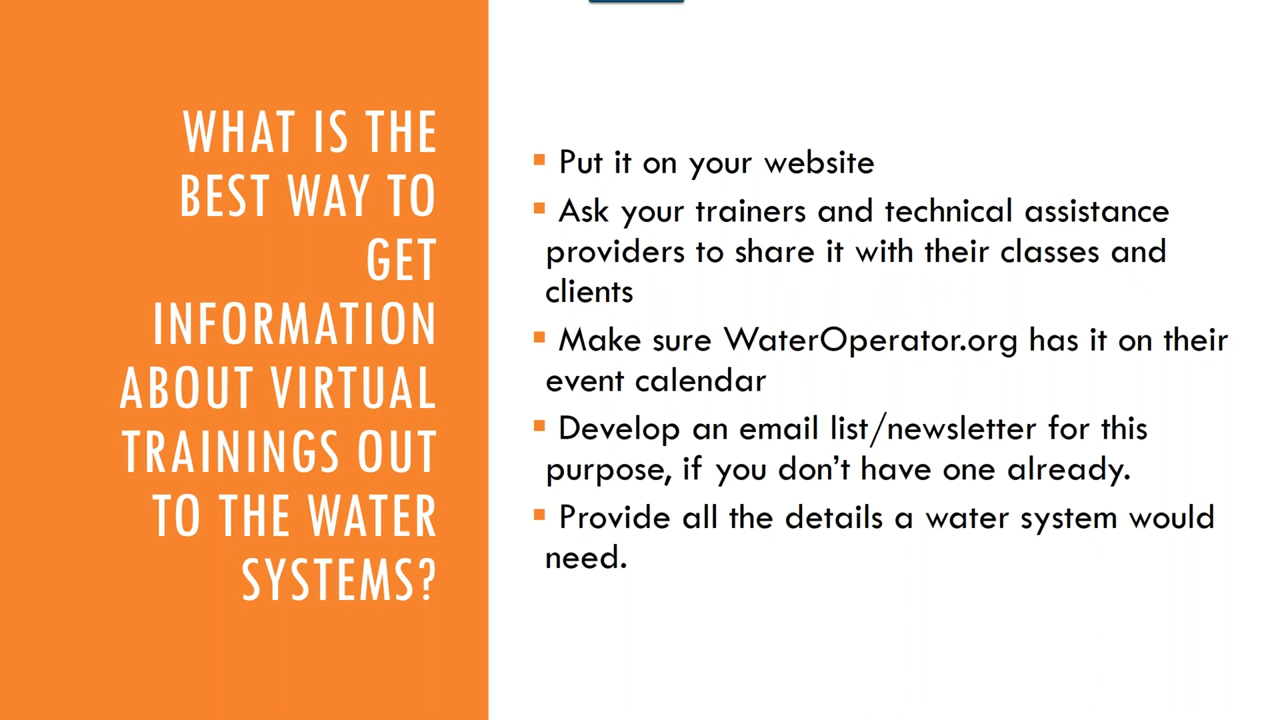 WHAT IS THE
BEST WAY TO
GET
INFORMATION
ABOUT VIRTUAL
TRAININGS OUT
TO THE WATER
SYSTEMS?
▪ Put it on your website
▪ Ask your trainers and technical assistance
providers to share it with their classes and
clients
▪ Make sure WaterOperator.org has it on their
event calendar
▪ Develop an email list/newsletter for this
purpose, if you don’t have one already.
▪ Provide all the details a water system would
need.